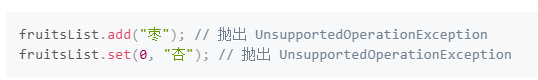 fruitsList.add("枣"); // 抛出 UnsupportedOperationException
fruitsList.set(0, "杏"); // 抛出 UnsupportedOperationException